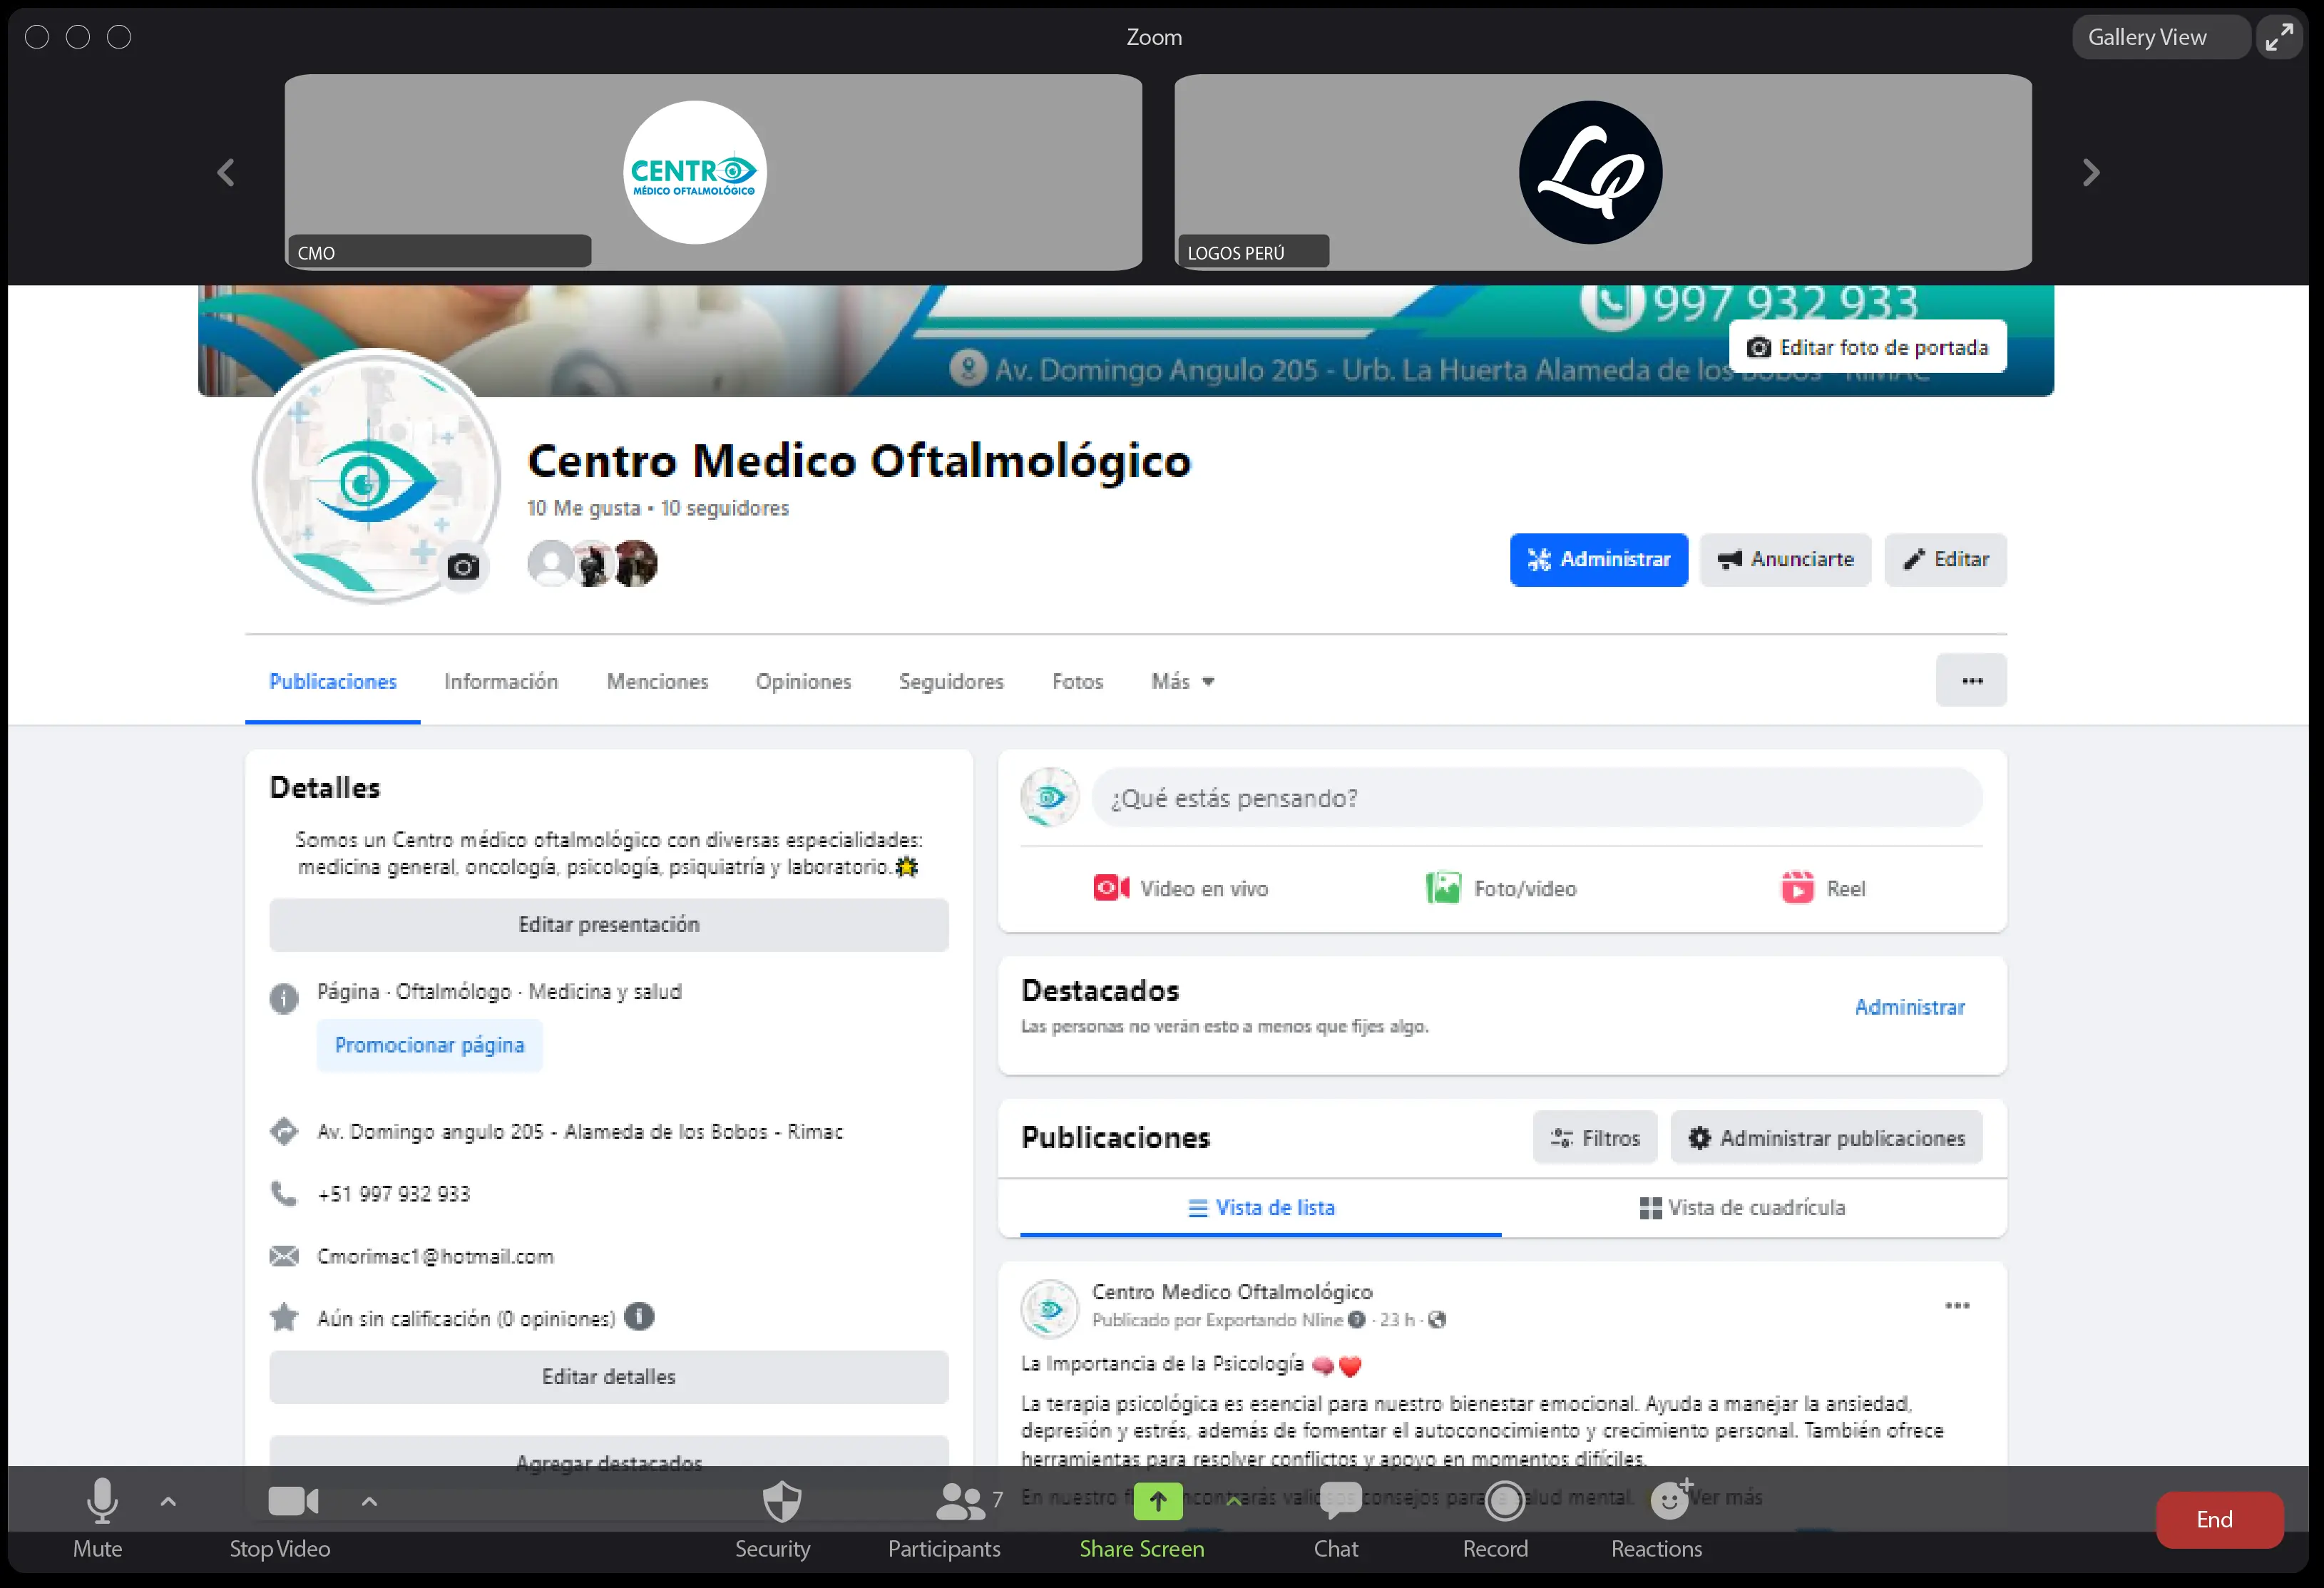 Zoom
Gallery View
CENTRO
MÉDICO OFTALMOLÓGICO
CMO
LQ
LOGOS PERÚ
997 932 933
Av. Domingo Angulo 205 - Urb. La Huerta Alameda de los Bobos - RIMAC
Editar foto de portada
Centro Medico Oftalmológico
10 Me gusta • 10 seguidores
Administrar
Anunciarte
Editar
Publicaciones
Información
Menciones
Opiniones
Seguidores
Fotos
Más
Detalles
Somos un Centro médico oftalmológico con diversas especialidades:
medicina general, oncología, psicología, psiquiatría y laboratorio.
Editar presentación
Página · Oftalmólogo · Medicina y salud
Promocionar página
Av. Domingo angulo 205 - Alameda de los Bobos - Rimac
+51 997 932 933
Cmorimac1@hotmail.com
Aún sin calificación (0 opiniones)
Editar detalles
Agregar destacados
¿Qué estás pensando?
Video en vivo
Foto/video
Reel
Destacados
Administrar
Las personas no verán esto a menos que fijes algo.
Publicaciones
Filtros
Administrar publicaciones
Vista de lista
Vista de cuadrícula
Centro Medico Oftalmológico
Publicado por Exportando Nline · 23 h ·
La Importancia de la Psicología 🧠❤️
La terapia psicológica es esencial para nuestro bienestar emocional. Ayuda a manejar la ansiedad,
depresión y estrés, además de fomentar el autoconocimiento y crecimiento personal. También ofrece
herramientas para resolver conflictos y apoyo en momentos difíciles.
En nuestro consejos para salud mental. Ver más
Mute
Stop Video
Security
7
Participants
Share Screen
Chat
Record
Reactions
End